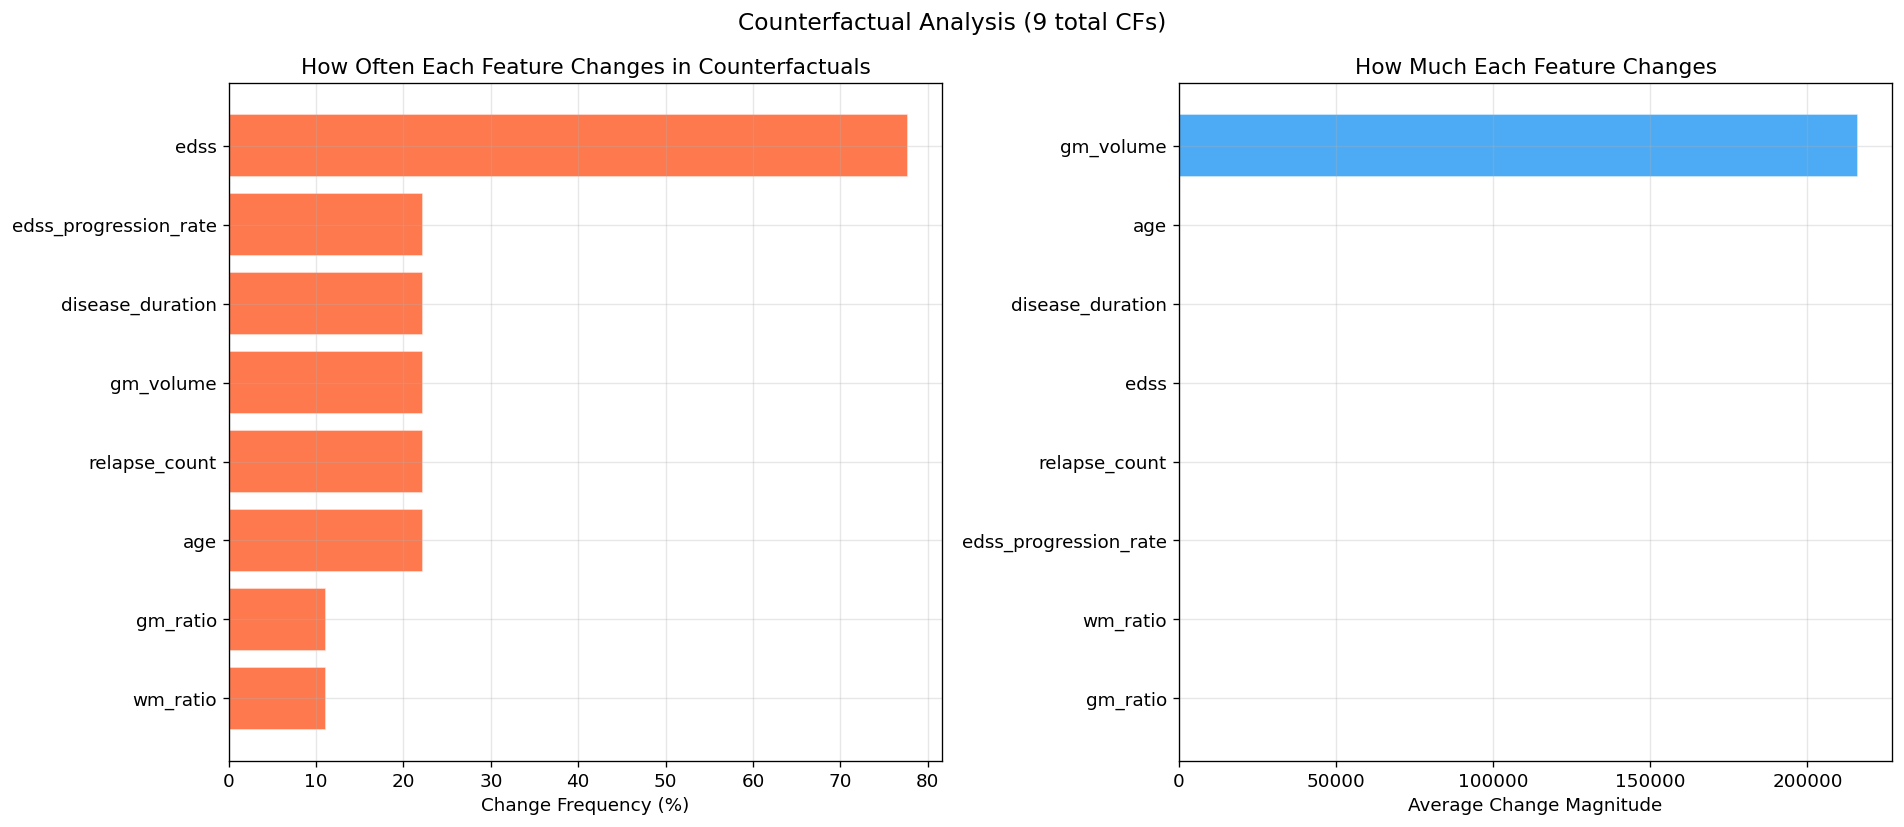 Counterfactual Analysis (9 total CFs)
How Often Each Feature Changes in Counterfactuals
edss
edss_progression_rate
disease_duration
gm_volume
relapse_count
age
gm_ratio
wm_ratio
0 10 20 30 40 50 60 70 80
Change Frequency (%)
How Much Each Feature Changes
gm_volume
age
disease_duration
edss
relapse_count
edss_progression_rate
wm_ratio
gm_ratio
0 50000 100000 150000 200000
Average Change Magnitude